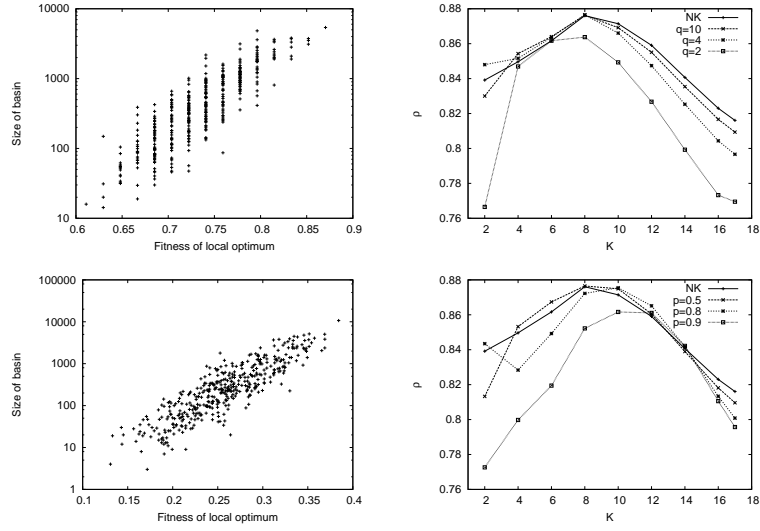 10000
1000
100
10
Size of basin
0.6 0.65 0.7 0.75 0.8 0.85 0.9
Fitness of local optimum
0.88
0.86
0.84
0.82
0.8
0.78
0.76
ρ
NK
q=10
q=4
q=2
2 4 6 8 10 12 14 16 18
K
100000
10000
1000
100
10
1
Size of basin
0.1 0.15 0.2 0.25 0.3 0.35 0.4
Fitness of local optimum
0.88
0.86
0.84
0.82
0.8
0.78
0.76
ρ
NK
p=0.5
p=0.8
p=0.9
2 4 6 8 10 12 14 16 18
K